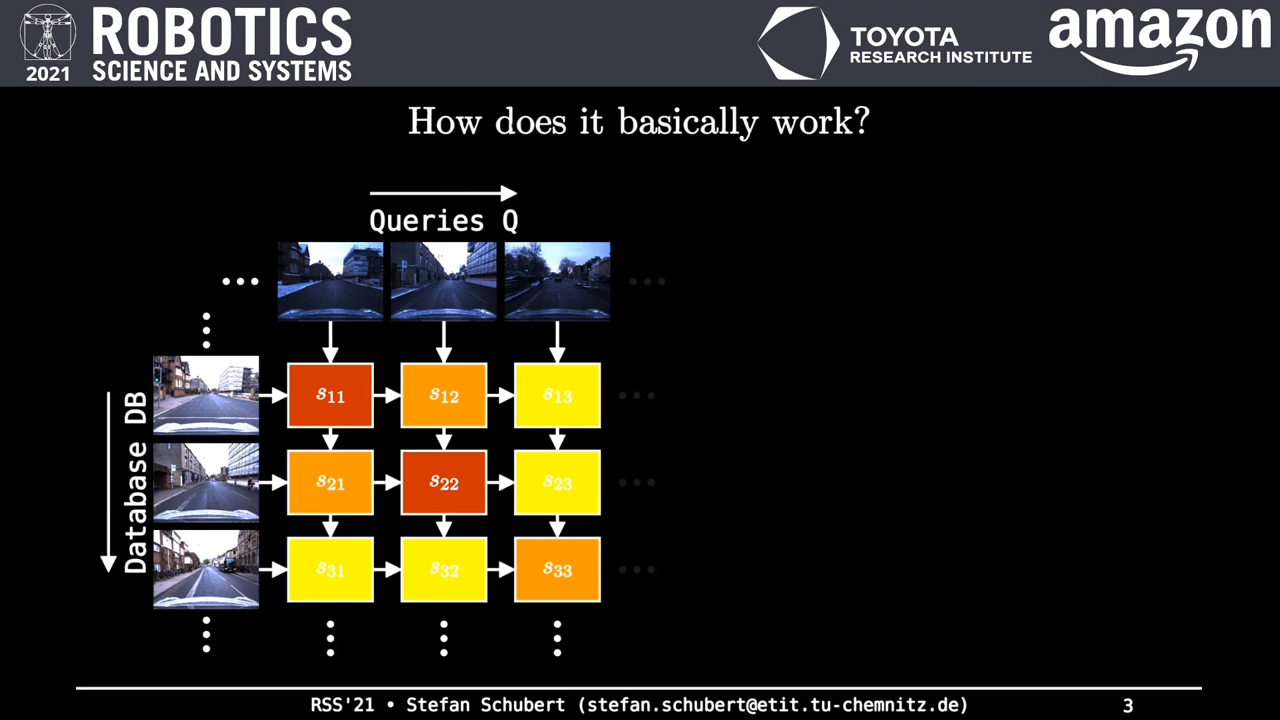 ROBOTICS
SCIENCE AND SYSTEMS
2021
TOYOTA
RESEARCH INSTITUTE
amazon
How does it basically work?
Queries Q
Database DB
s11 s12 s13
s21 s22 s23
s31 s32 s33
RSS'21 • Stefan Schubert (stefan.schubert@etit.tu-chemnitz.de) 3